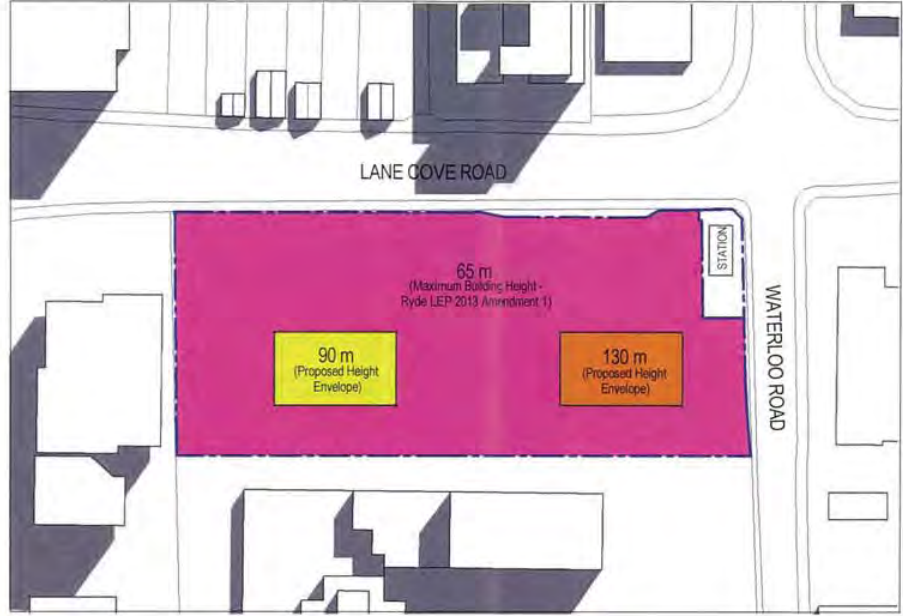 LANE COVE ROAD
STATION
65 m
(Maximum Building Height -
Ryde LEP 2013 Amendment 1)
WATERLOO ROAD
90 m
(Proposed Height
Envelope)
130 m
(Proposed Height
Envelope)